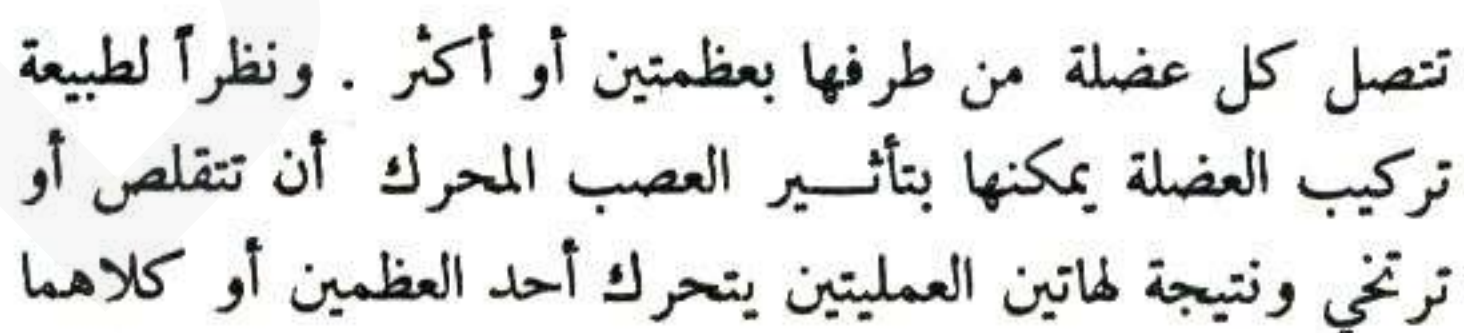 تتصل كل عضلة من طرفها بعظمتين أو أكثر . ونظراً لطبيعة
تركيب العضلة يمكنها بتأثير العصب المحرك أن تتقلص أو
ترتخي ونتيجة لهاتين العمليتين يتحرك أحد العظمين أو كلاهما